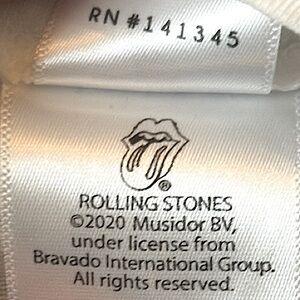 RN #141345
®
ROLLING STONES
©2020 Musidor BV,
under license from
Bravado International Group.
All rights reserved.